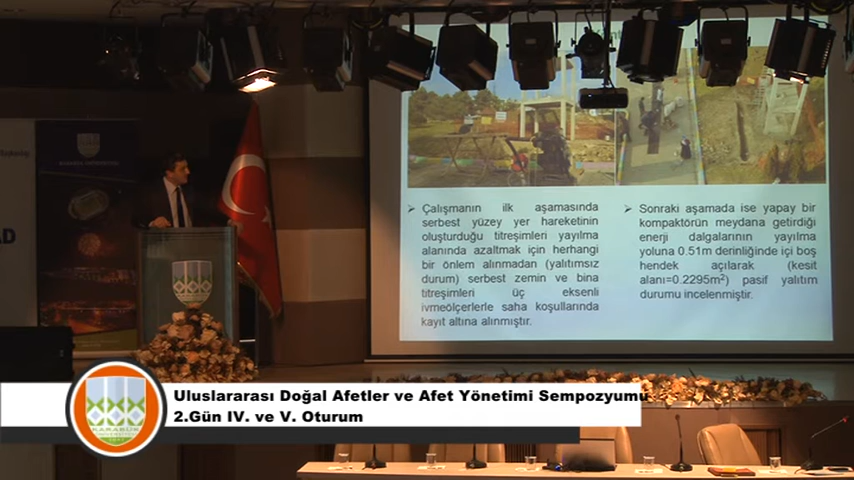 ➢ Çalışmanın ilk aşamasında
serbest yüzey yer hareketinin
oluşturduğu titreşimleri yayılma
alanında azaltmak için herhangi
bir önlem alınmadan (yalıtımsız
durum) serbest zemin ve bina
titreşimleri üç eksenli
ivmeölçerlerle saha koşullarında
kayıt altına alınmıştır.
➢ Sonraki aşamada ise yapay bir
kompaktörün meydana getirdiği
enerji dalgalarının yayılma
yoluna 0.51m derinliğinde içi boş
hendek açılarak (kesit
alanı=0.2295m²) pasif yalıtım
durumu incelenmiştir.
Uluslararası Doğal Afetler ve Afet Yönetimi Sempozyumu
2.Gün IV. ve V. Oturum
KARABÜK